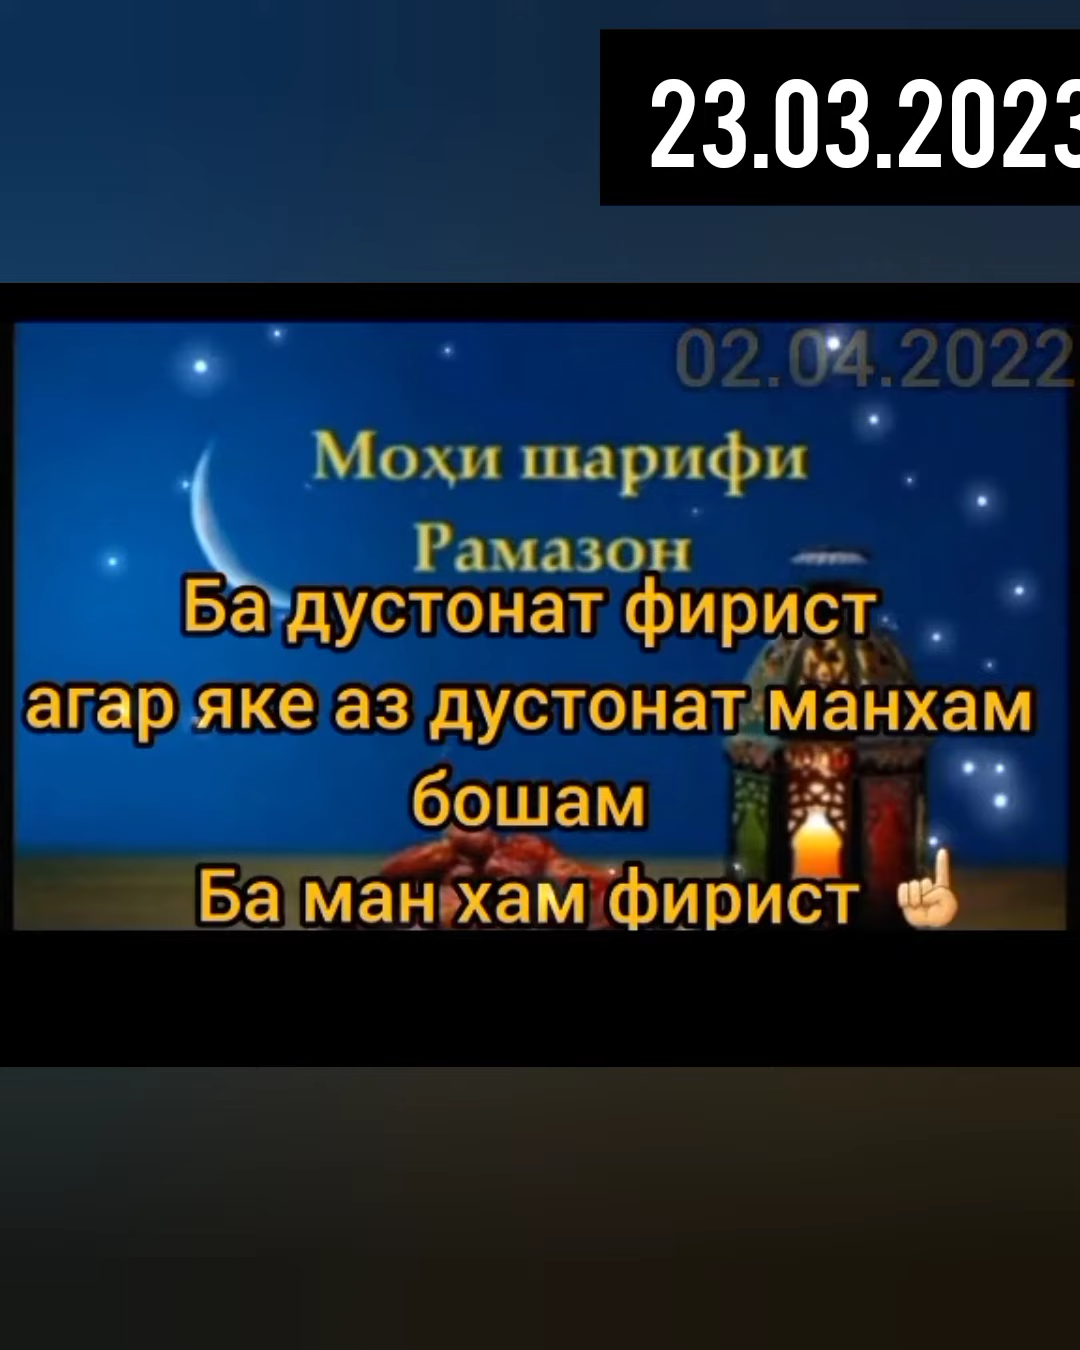 23.03.2023
02.04.2022
Моҳи шарифи
Рамазон
Ба дустонат фирист
агар яке аз дустонат манхам
бошам
Ба ман хам фирист